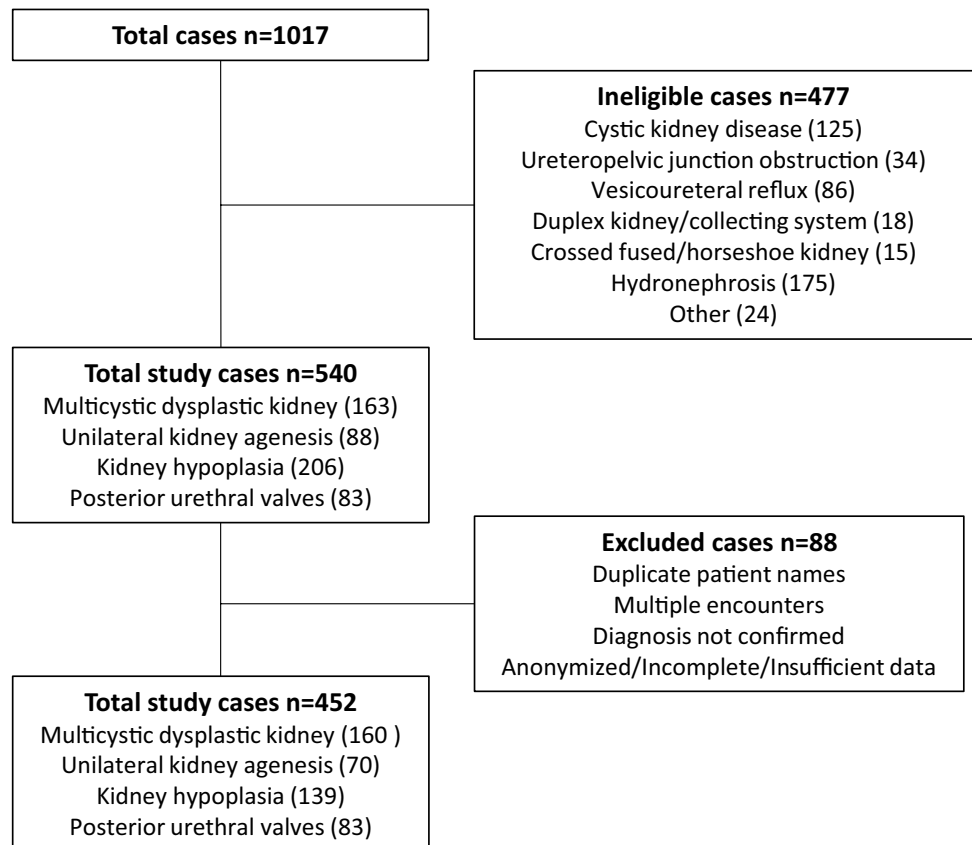 Total cases n=1017
Ineligible cases n=477
Cystic kidney disease (125)
Ureteropelvic junction obstruction (34)
Vesicoureteral reflux (86)
Duplex kidney/collecting system (18)
Crossed fused/horseshoe kidney (15)
Hydronephrosis (175)
Other (24)
Total study cases n=540
Multicystic dysplastic kidney (163)
Unilateral kidney agenesis (88)
Kidney hypoplasia (206)
Posterior urethral valves (83)
Excluded cases n=88
Duplicate patient names
Multiple encounters
Diagnosis not confirmed
Anonymized/Incomplete/Insufficient data
Total study cases n=452
Multicystic dysplastic kidney (160 )
Unilateral kidney agenesis (70)
Kidney hypoplasia (139)
Posterior urethral valves (83)